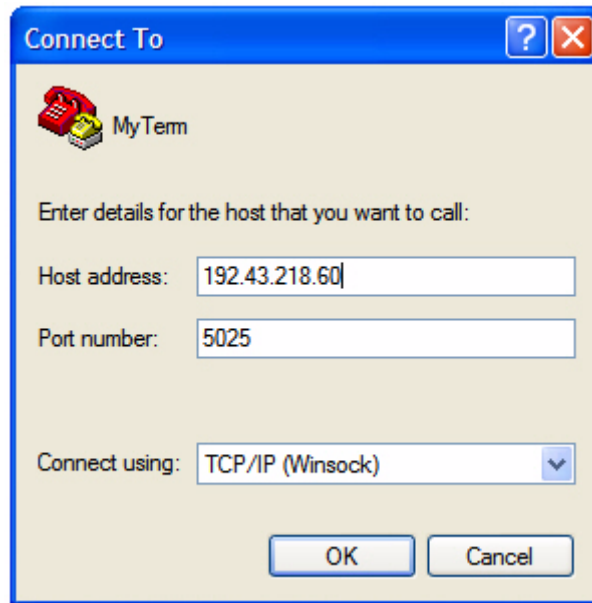 Connect To
MyTerm
Enter details for the host that you want to call:
Host address: 192.43.218.60
Port number: 5025
Connect using: TCP/IP (Winsock)
OK Cancel